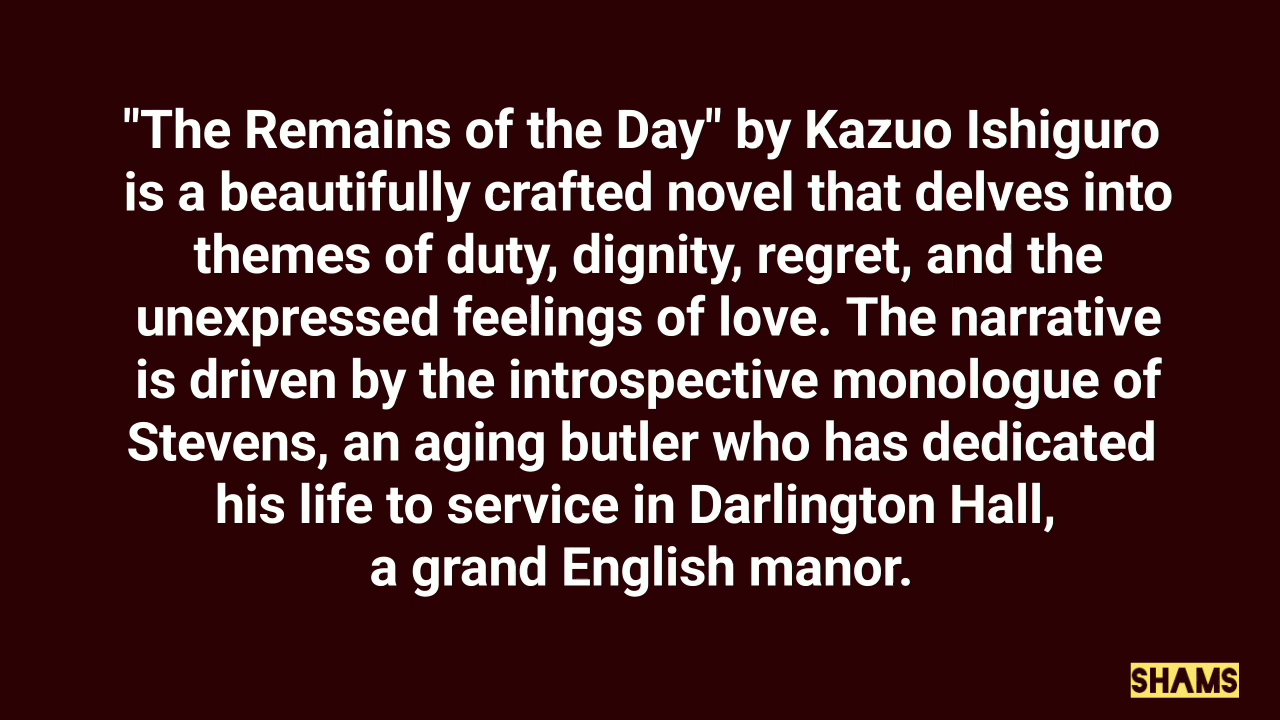 "The Remains of the Day" by Kazuo Ishiguro
is a beautifully crafted novel that delves into
themes of duty, dignity, regret, and the
unexpressed feelings of love. The narrative
is driven by the introspective monologue of
Stevens, an aging butler who has dedicated
his life to service in Darlington Hall,
a grand English manor.
SHAMS